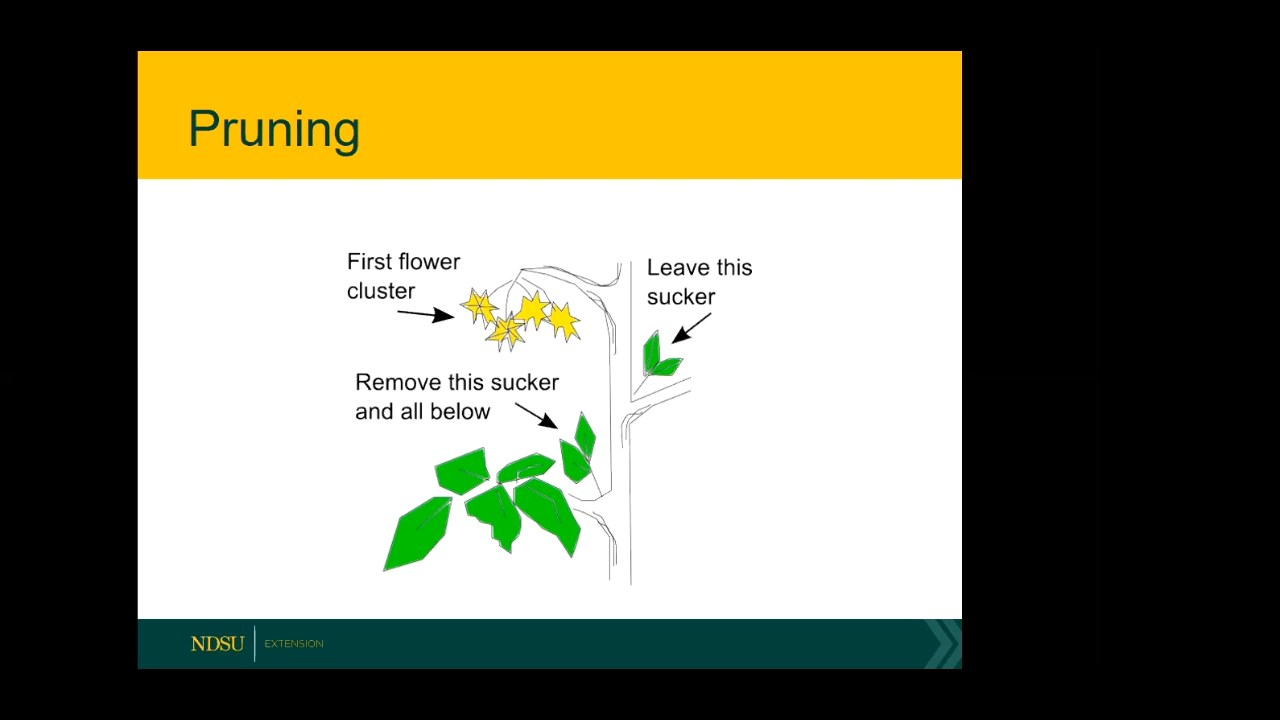 Pruning
First flower
cluster
Leave this
sucker
Remove this sucker
and all below
NDSU EXTENSION